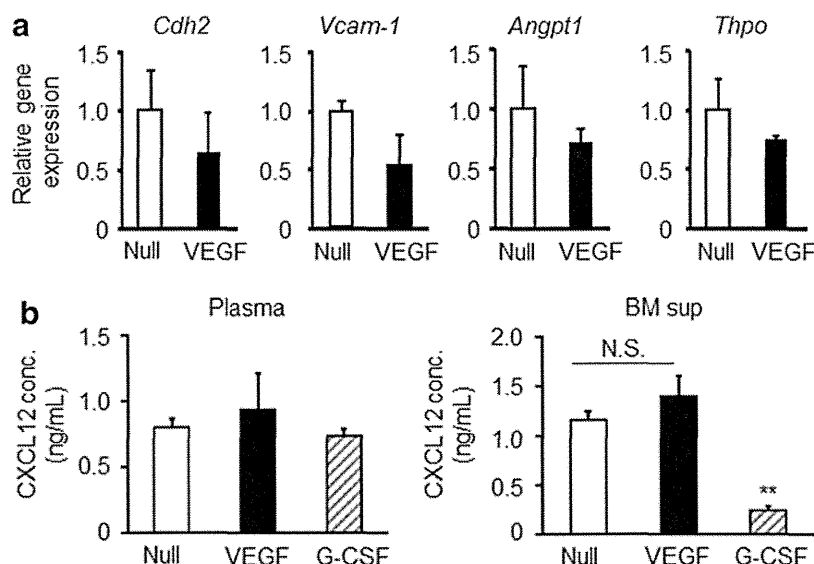 a
Cdh2
Vcam-1
Angpt1
Thpo
Relative gene
expression
1.5
1.0
0.5
0
Null VEGF
1.5
1.0
0.5
0
Null VEGF
1.5
1.0
0.5
0
Null VEGF
1.5
1.0
0.5
0
Null VEGF
b
Plasma
CXCL12 conc.
(ng/mL)
1.5
1.0
0.5
0
Null VEGF G-CSF
BM sup
CXCL12 conc.
(ng/mL)
2.0
1.5
1.0
0.5
0
N.S.
**
Null VEGF G-CSF